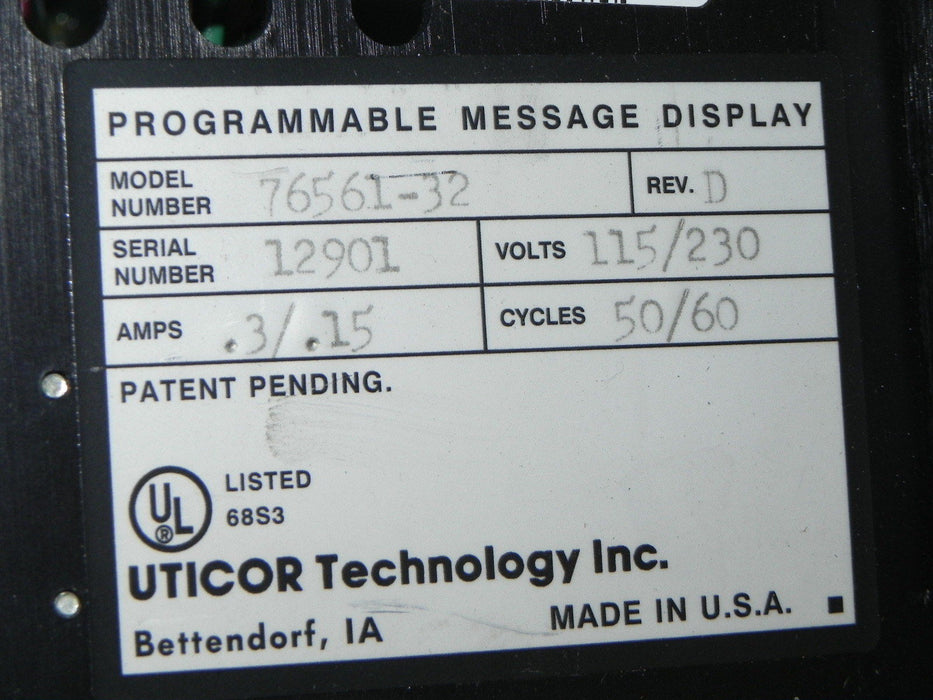 PROGRAMMABLE MESSAGE DISPLAY
MODEL NUMBER 76561-32 REV. D
SERIAL NUMBER 12901 VOLTS 115/230
AMPS .3/.15 CYCLES 50/60
PATENT PENDING.
UL ® LISTED
68S3
UTICOR Technology Inc.
Bettendorf, IA MADE IN U.S.A.